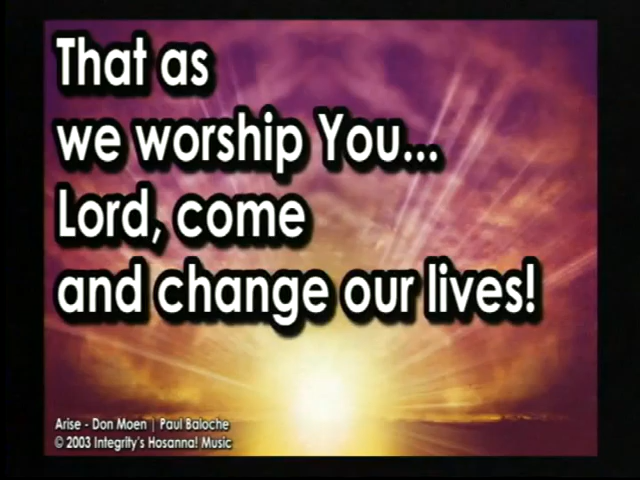 That as
we worship You...
Lord, come
and change our lives!
Arise - Don Moen | Paul Baloche
© 2003 Integrity's Hosanna! Music